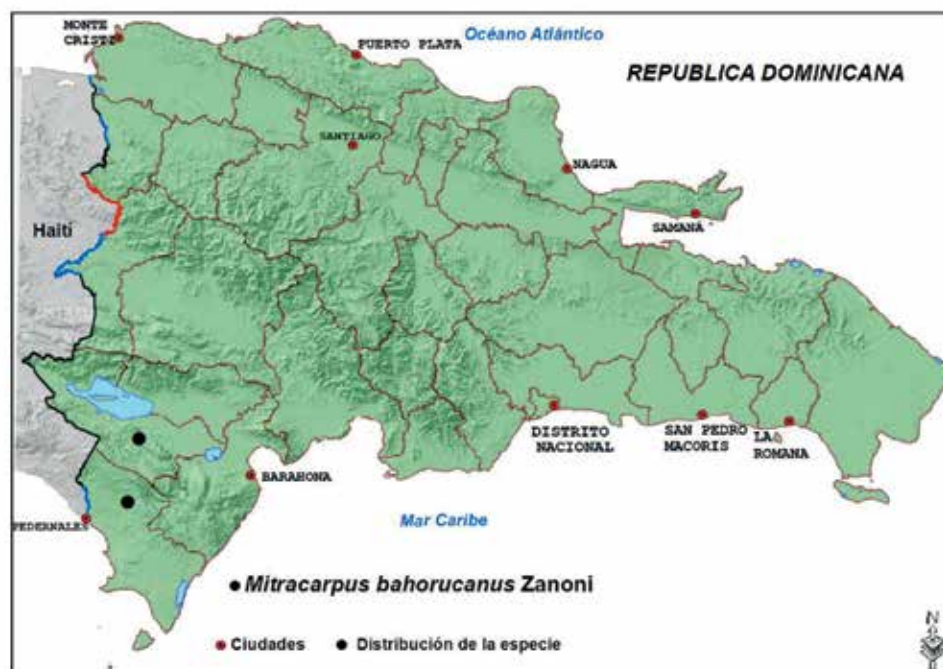 MONTE
CRISTI
PUERTO PLATA
Océano Atlántico
REPUBLICA DOMINICANA
SANTIAGO
NAGUA
SAMANÁ
Haití
DISTRITO
NACIONAL
SAN PEDRO
MACORIS
LA
ROMANA
BARAHONA
PEDERNALES
Mar Caribe
Mitracarpus bahorucanus Zanoni
Ciudades
Distribución de la especie
N